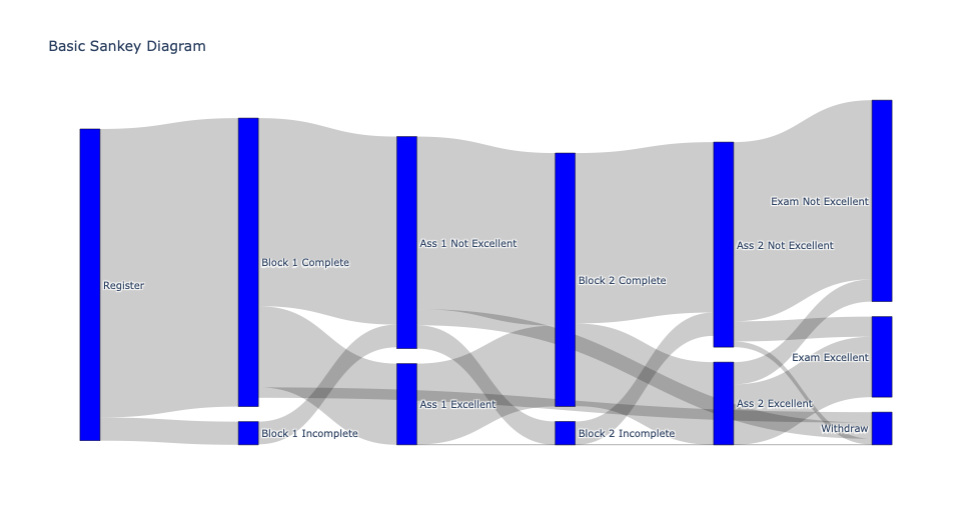 Basic Sankey Diagram
Register
Block 1 Complete
Block 1 Incomplete
Ass 1 Not Excellent
Ass 1 Excellent
Block 2 Complete
Block 2 Incomplete
Ass 2 Not Excellent
Ass 2 Excellent
Exam Not Excellent
Exam Excellent
Withdraw